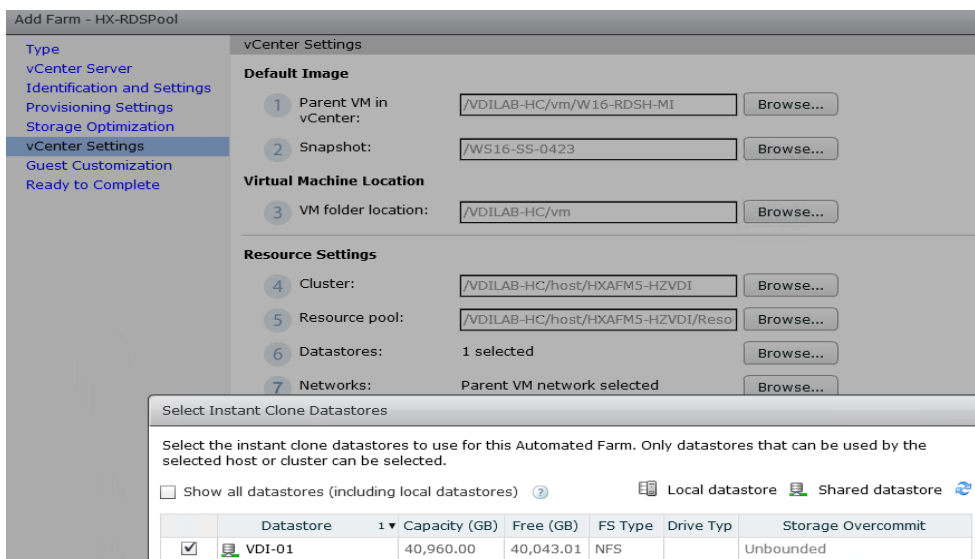 Add Farm - HX-RDSPool
Type
vCenter Server
Identification and Settings
Provisioning Settings
Storage Optimization
vCenter Settings
Guest Customization
Ready to Complete
vCenter Settings
Default Image
1 Parent VM in vCenter: /VDILAB-HC/vm/W16-RDSH-MI Browse...
2 Snapshot: /WS16-SS-0423 Browse...
Virtual Machine Location
3 VM folder location: /VDILAB-HC/vm Browse...
Resource Settings
4 Cluster: /VDILAB-HC/host/HXAFM5-HZVDI Browse...
5 Resource pool: /VDILAB-HC/host/HXAFM5-HZVDI/Reso Browse...
6 Datastores: 1 selected Browse...
7 Networks: Parent VM network selected Browse...
Select Instant Clone Datastores
Select the instant clone datastores to use for this Automated Farm. Only datastores that can be used by the
selected host or cluster can be selected.
Show all datastores (including local datastores) ? Local datastore Shared datastore
Datastore 1 Capacity (GB) Free (GB) FS Type Drive Typ Storage Overcommit
VDI-01 40,960.00 40,043.01 NFS Unbounded